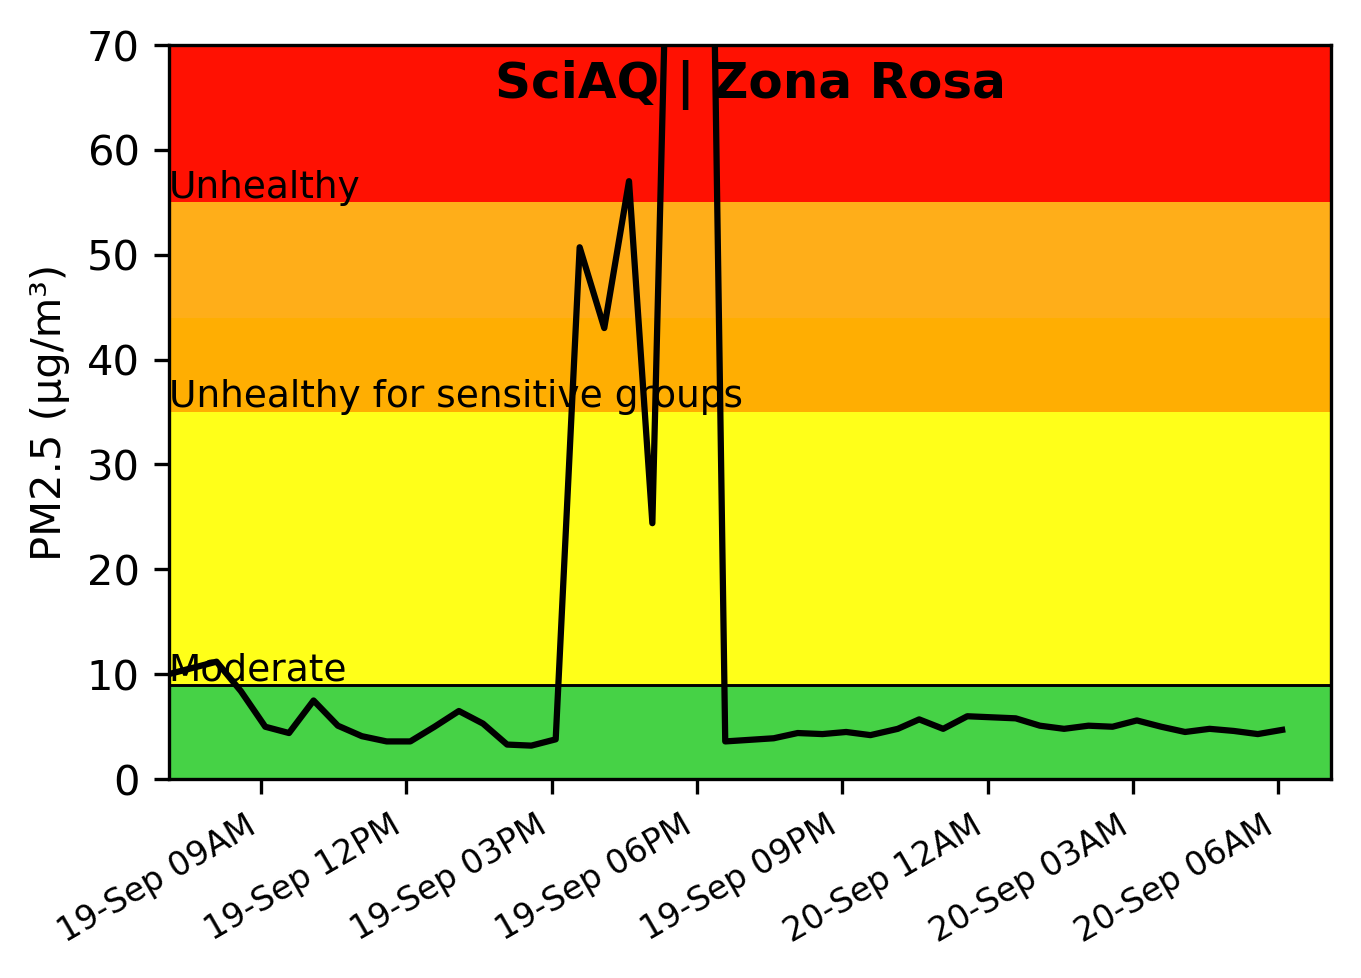 SciAQ | Zona Rosa
PM2.5 (µg/m³)
70
60
50
40
30
20
10
0
Unhealthy
Unhealthy for sensitive groups
Moderate
19-Sep 09AM
19-Sep 12PM
19-Sep 03PM
19-Sep 06PM
19-Sep 09PM
20-Sep 12AM
20-Sep 03AM
20-Sep 06AM